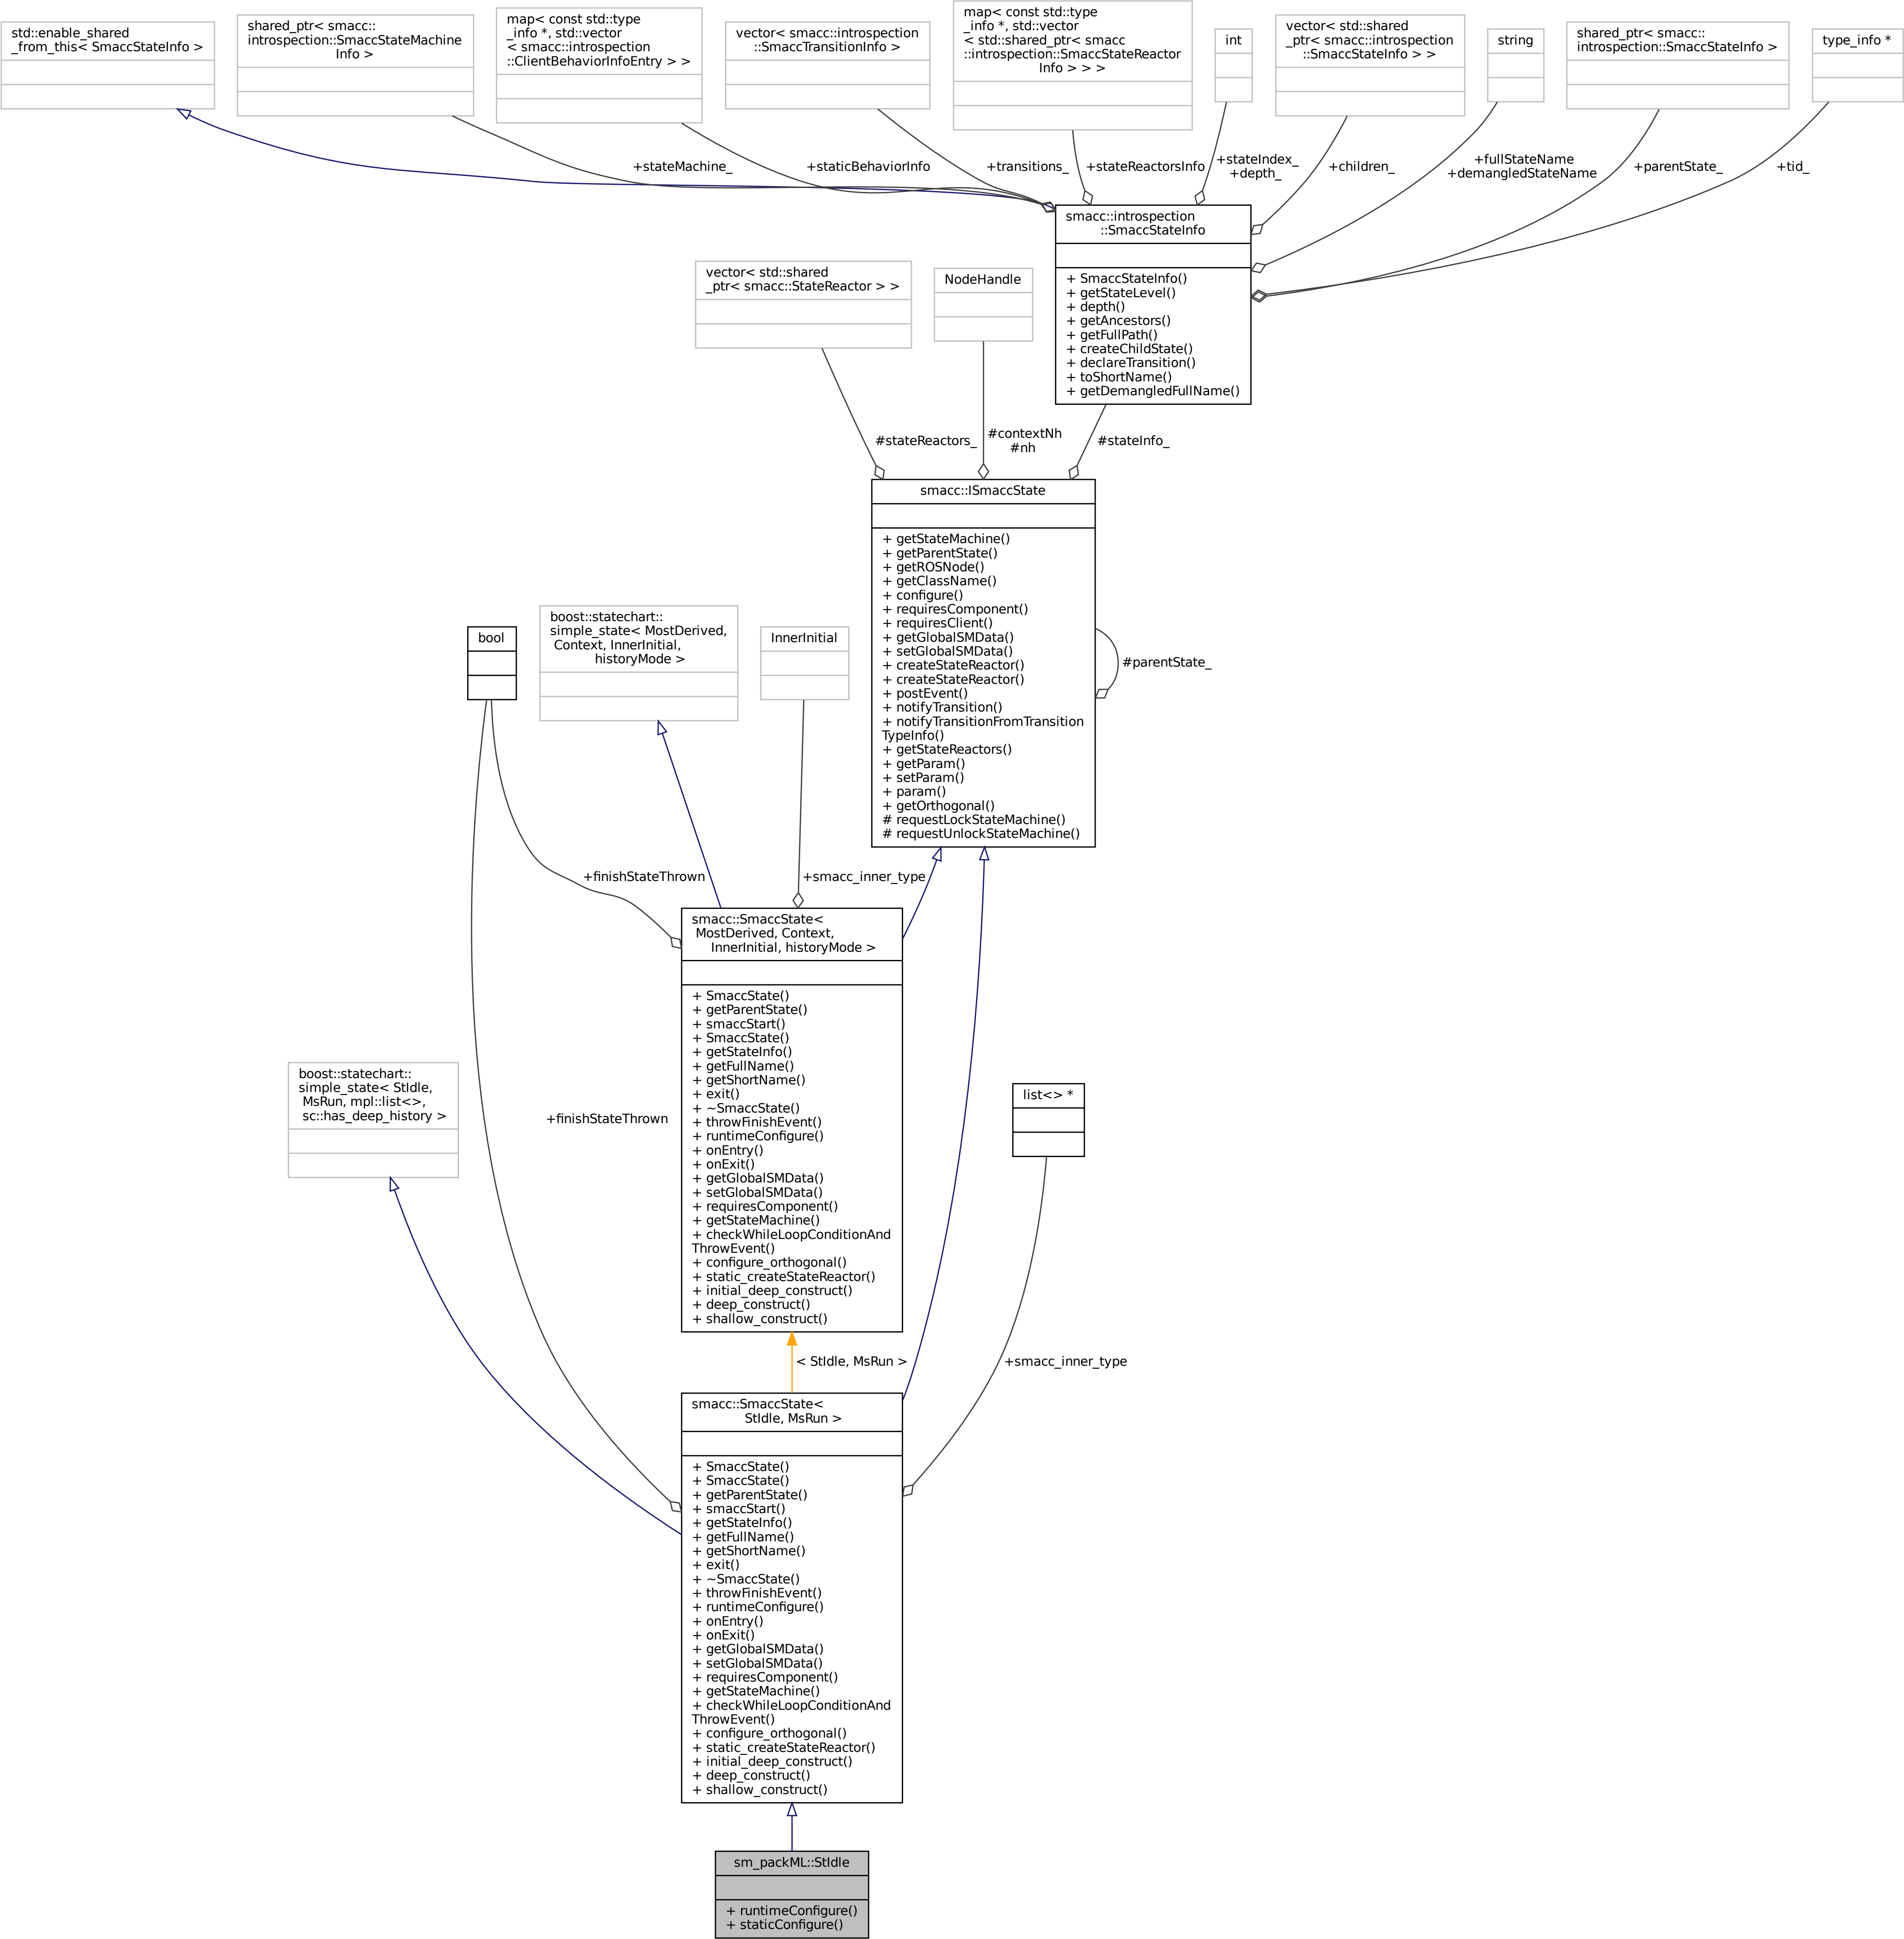 std::enable_shared
_from_this< SmaccStateInfo >
shared_ptr< smacc::
introspection::SmaccStateMachine
Info >
map< const std::type
_info *, std::vector
< smacc::introspection
::ClientBehaviorInfoEntry > >
vector< smacc::introspection
::SmaccTransitionInfo >
map< const std::type
_info *, std::vector
< std::shared_ptr< smacc
::introspection::SmaccStateReactor
Info > > >
int
vector< std::shared
_ptr< smacc::introspection
::SmaccStateInfo > >
string
shared_ptr< smacc::
introspection::SmaccStateInfo >
type_info *
+stateMachine_
+staticBehaviorInfo
+transitions_
+stateReactorsInfo
+stateIndex_
+depth_
+children_
+fullStateName
+demangledStateName
+parentState_
+tid_
smacc::introspection
::SmaccStateInfo
+ SmaccStateInfo()
+ getStateLevel()
+ depth()
+ getAncestors()
+ getFullPath()
+ createChildState()
+ declareTransition()
+ toShortName()
+ getDemangledFullName()
vector< std::shared
_ptr< smacc::StateReactor > >
NodeHandle
#stateReactors_
#contextNh
#nh
#stateInfo_
smacc::ISmaccState
+ getStateMachine()
+ getParentState()
+ getROSNode()
+ getClassName()
+ configure()
+ requiresComponent()
+ requiresClient()
+ getGlobalSMData()
+ setGlobalSMData()
+ createStateReactor()
+ createStateReactor()
+ postEvent()
+ notifyTransition()
+ notifyTransitionFromTransition
TypeInfo()
+ getStateReactors()
+ getParam()
+ setParam()
+ param()
+ getOrthogonal()
# requestLockStateMachine()
# requestUnlockStateMachine()
#parentState_
bool
boost::statechart::
simple_state< MostDerived,
Context, InnerInitial,
historyMode >
InnerInitial
+finishStateThrown
+smacc_inner_type
smacc::SmaccState<
MostDerived, Context,
InnerInitial, historyMode >
+ SmaccState()
+ getParentState()
+ smaccStart()
+ SmaccState()
+ getStateInfo()
+ getFullName()
+ getShortName()
+ exit()
+ ~SmaccState()
+ throwFinishEvent()
+ runtimeConfigure()
+ onEntry()
+ onExit()
+ getGlobalSMData()
+ setGlobalSMData()
+ requiresComponent()
+ getStateMachine()
+ checkWhileLoopConditionAnd
ThrowEvent()
+ configure_orthogonal()
+ static_createStateReactor()
+ initial_deep_construct()
+ deep_construct()
+ shallow_construct()
boost::statechart::
simple_state< StIdle,
MsRun, mpl::list<>,
sc::has_deep_history >
+finishStateThrown
list<> *
< StIdle, MsRun >
+smacc_inner_type
smacc::SmaccState<
StIdle, MsRun >
+ SmaccState()
+ SmaccState()
+ getParentState()
+ smaccStart()
+ getStateInfo()
+ getFullName()
+ getShortName()
+ exit()
+ ~SmaccState()
+ throwFinishEvent()
+ runtimeConfigure()
+ onEntry()
+ onExit()
+ getGlobalSMData()
+ setGlobalSMData()
+ requiresComponent()
+ getStateMachine()
+ checkWhileLoopConditionAnd
ThrowEvent()
+ configure_orthogonal()
+ static_createStateReactor()
+ initial_deep_construct()
+ deep_construct()
+ shallow_construct()
sm_packML::StIdle
+ runtimeConfigure()
+ staticConfigure()